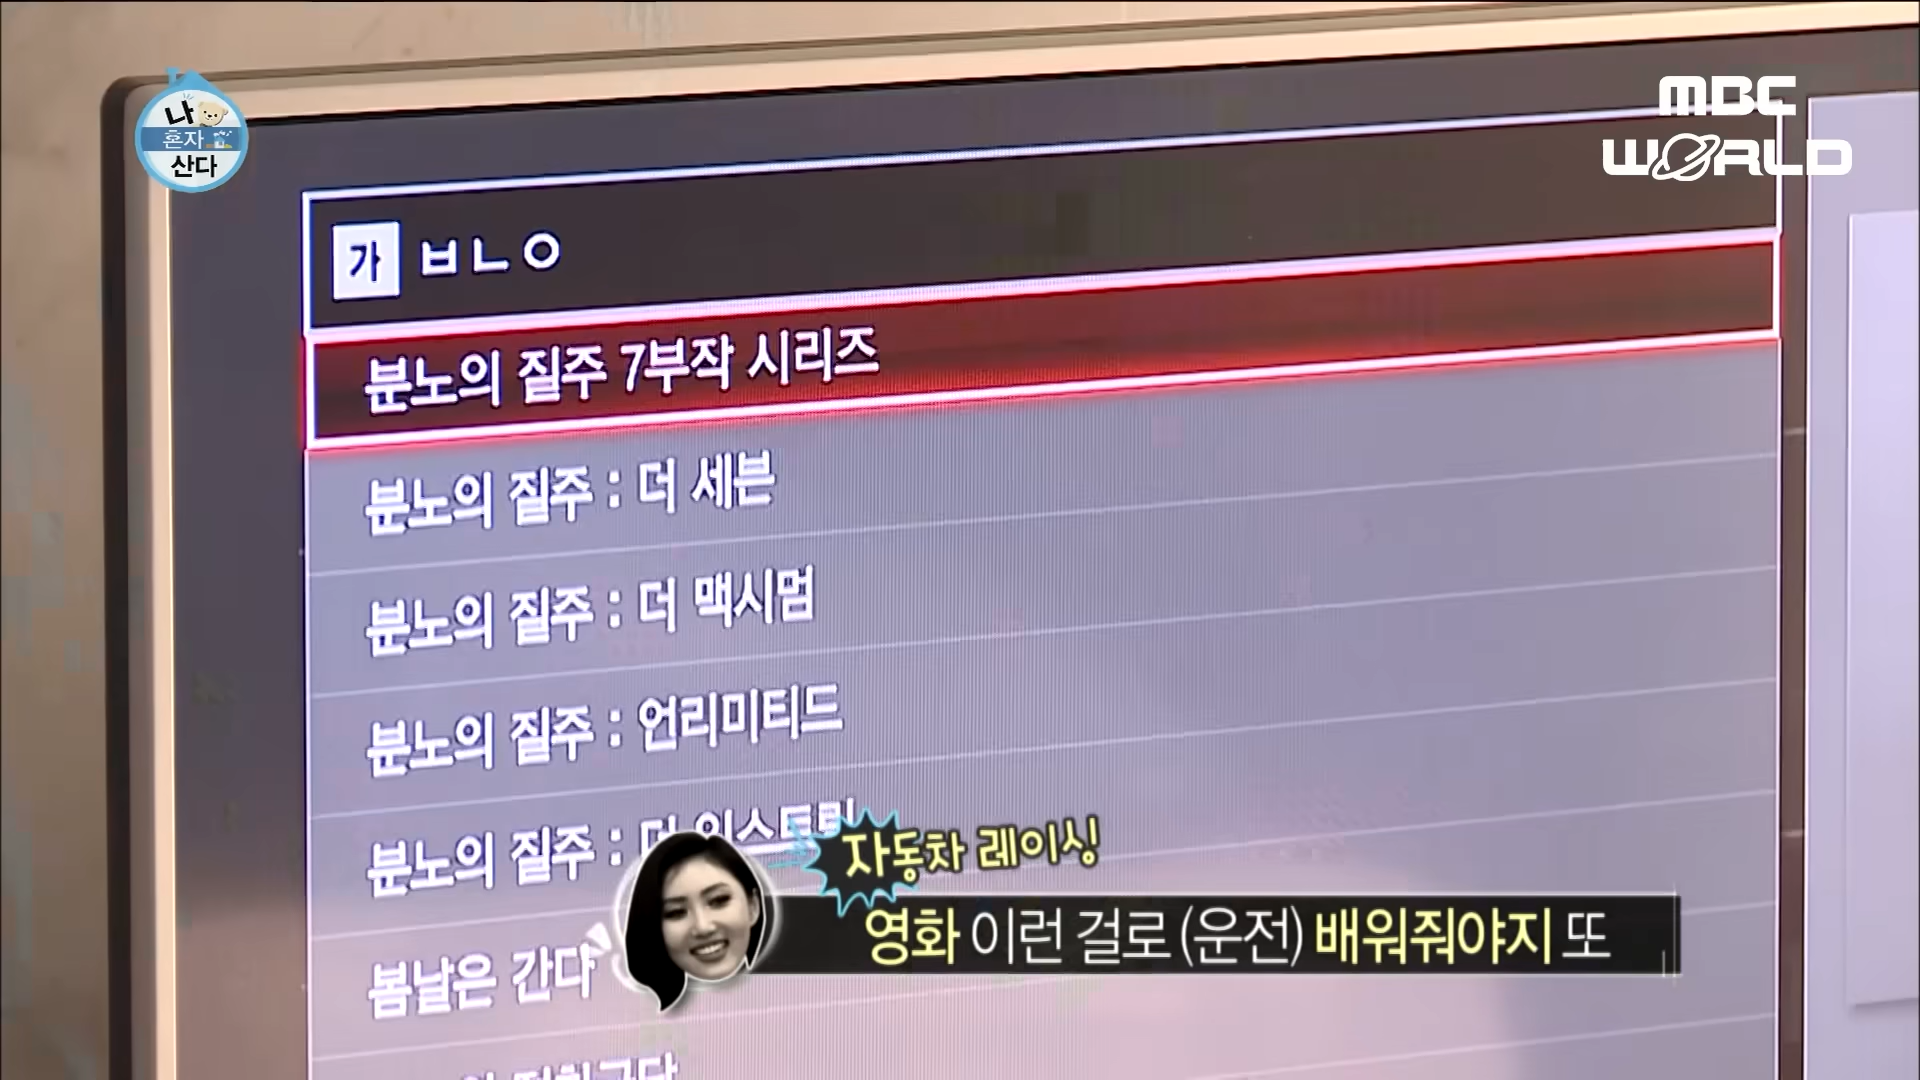 나
혼자
산다
MBC
WORLD
가 ㅂㄴㅇ
분노의 질주 7부작 시리즈
분노의 질주 : 더 세븐
분노의 질주 : 더 맥시멈
분노의 질주 : 언리미티드
분노의 질주 : 더
봄날은 간다
자동차 레이싱
영화 이런 걸로 (운전) 배워줘야지 또